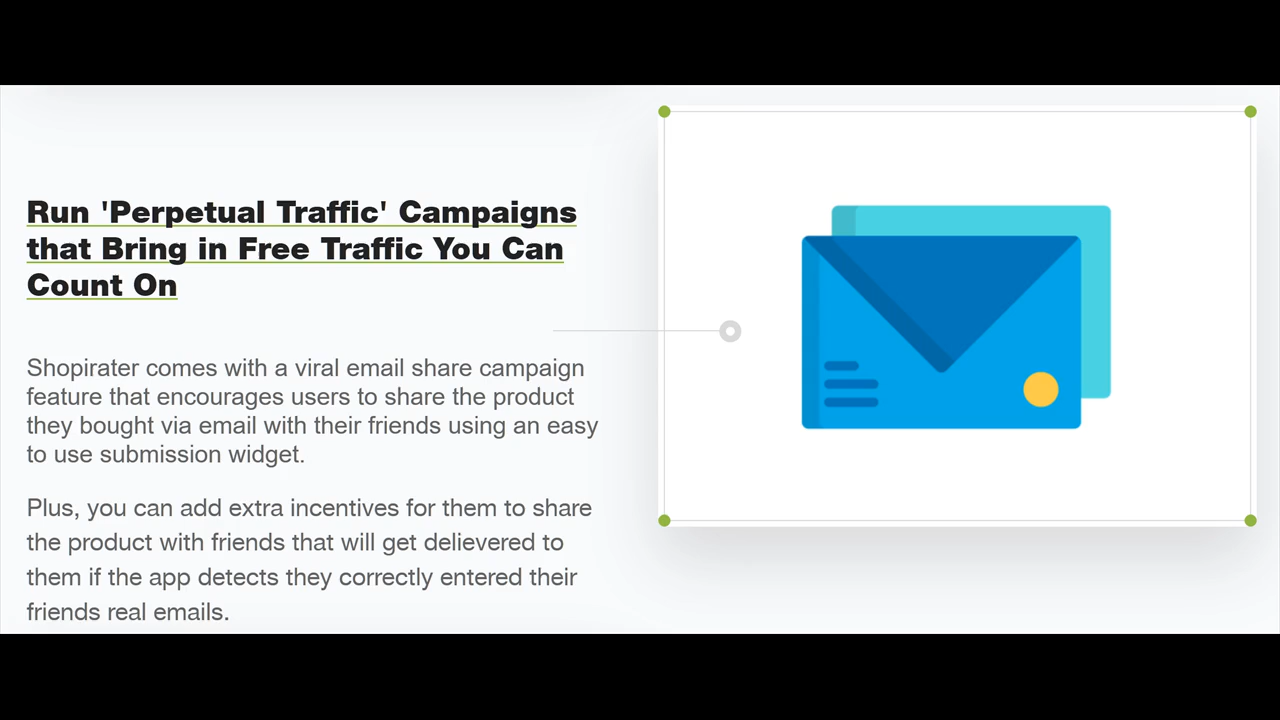 Run 'Perpetual Traffic' Campaigns
that Bring in Free Traffic You Can
Count On
Shopirater comes with a viral email share campaign
feature that encourages users to share the product
they bought via email with their friends using an easy
to use submission widget.
Plus, you can add extra incentives for them to share
the product with friends that will get delievered to
them if the app detects they correctly entered their
friends real emails.